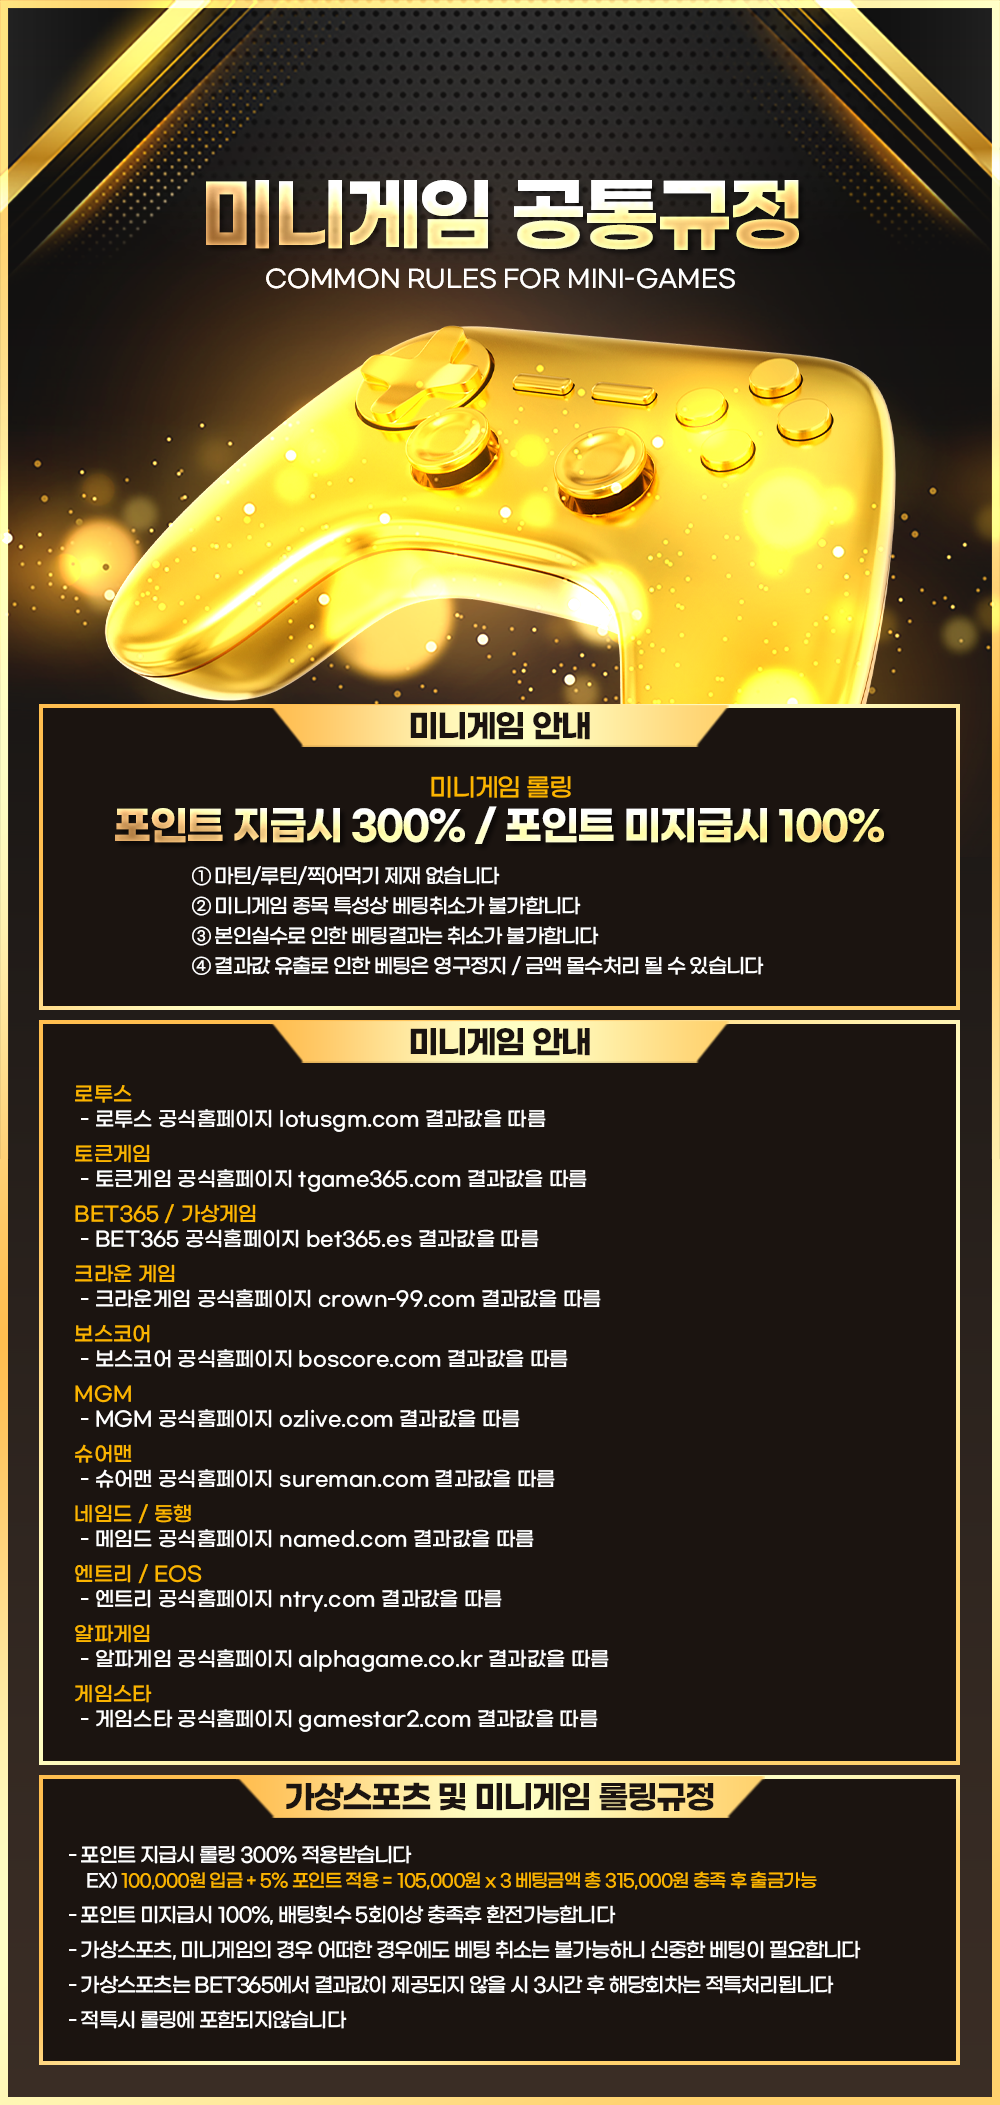 미니게임 공통규정
COMMON RULES FOR MINI-GAMES
미니게임 안내
미니게임 롤링
포인트 지급시 300% / 포인트 미지급시 100%
① 마틴/루틴/찍어먹기 제재 없습니다
② 미니게임 종목 특성상 베팅취소가 불가합니다
③ 본인실수로 인한 베팅결과는 취소가 불가합니다
④ 결과값 유출로 인한 베팅은 영구정지 / 금액 몰수처리 될 수 있습니다
미니게임 안내
로투스
- 로투스 공식홈페이지 lotusgm.com 결과값을 따름
토큰게임
- 토큰게임 공식홈페이지 tgame365.com 결과값을 따름
BET365 / 가상게임
- BET365 공식홈페이지 bet365.es 결과값을 따름
크라운 게임
- 크라운게임 공식홈페이지 crown-99.com 결과값을 따름
보스코어
- 보스코어 공식홈페이지 boscore.com 결과값을 따름
MGM
- MGM 공식홈페이지 ozlive.com 결과값을 따름
슈어맨
- 슈어맨 공식홈페이지 sureman.com 결과값을 따름
네임드 / 동행
- 메임드 공식홈페이지 named.com 결과값을 따름
엔트리 / EOS
- 엔트리 공식홈페이지 ntry.com 결과값을 따름
알파게임
- 알파게임 공식홈페이지 alphagame.co.kr 결과값을 따름
게임스타
- 게임스타 공식홈페이지 gamestar2.com 결과값을 따름
가상스포츠 및 미니게임 롤링규정
- 포인트 지급시 롤링 300% 적용받습니다
EX) 100,000원 입금 + 5% 포인트 적용 = 105,000원 x 3 베팅금액 총 315,000원 충족 후 출금가능
- 포인트 미지급시 100%, 배팅횟수 5회이상 충족후 환전가능합니다
- 가상스포츠, 미니게임의 경우 어떠한 경우에도 베팅 취소는 불가능하니 신중한 베팅이 필요합니다
- 가상스포츠는 BET365에서 결과값이 제공되지 않을 시 3시간 후 해당회차는 적특처리됩니다
- 적특시 롤링에 포함되지않습니다